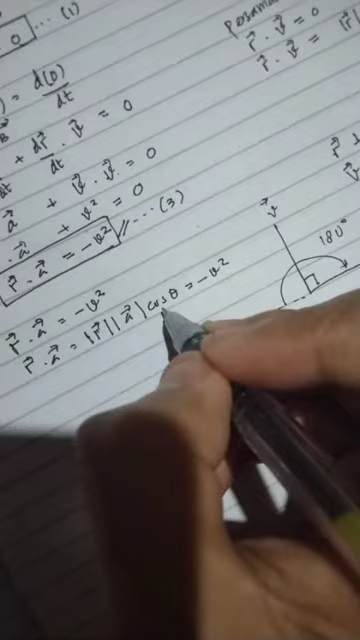 0 ... (1)
) = d(0)/dt
+ dr⃗/dt . v⃗ = 0
a⃗ + v⃗ . v⃗ = 0
. a⃗ + v² = 0
r⃗ . a⃗ = -v² // ... (3)
r⃗ . a⃗ = -v²
r⃗ . a⃗ = |r⃗||a⃗| cos θ = -v²
r⃗ . v⃗ = 0
r⃗ . v⃗ = |r⃗|
r⃗
v⃗
v⃗
180°